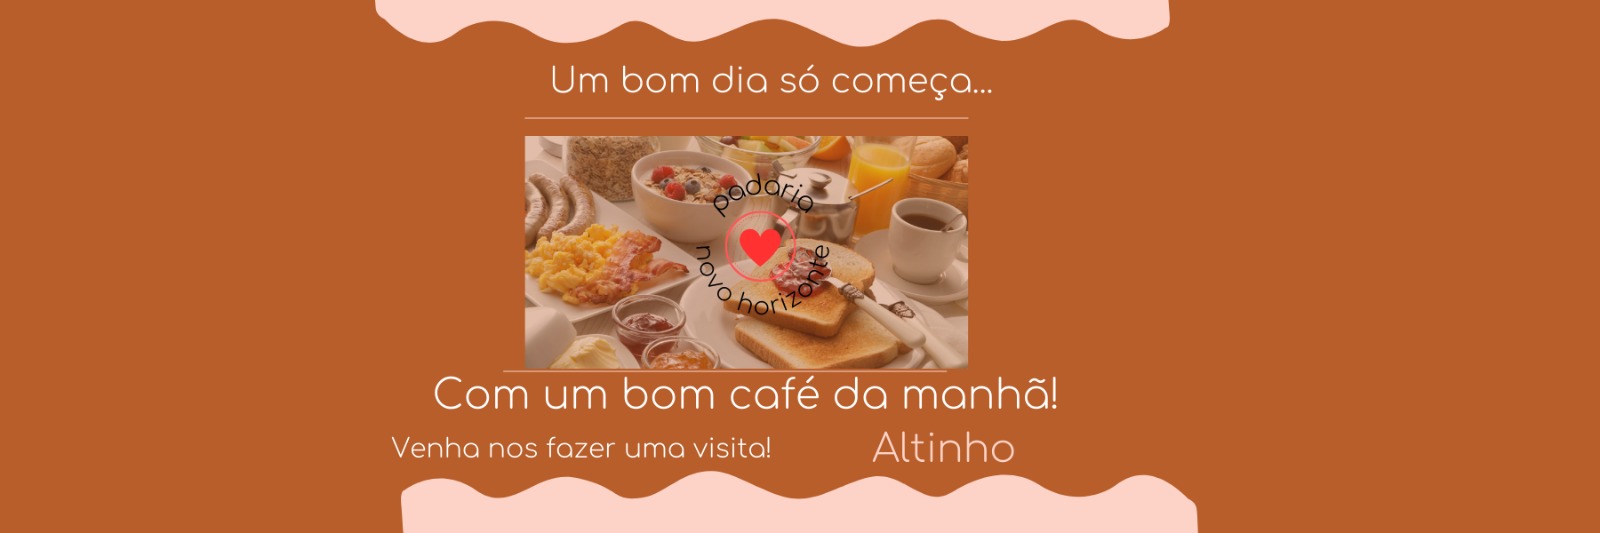 Um bom dia só começa...
padaria
novo horizonte
Com um bom café da manhã!
Venha nos fazer uma visita!
Altinho